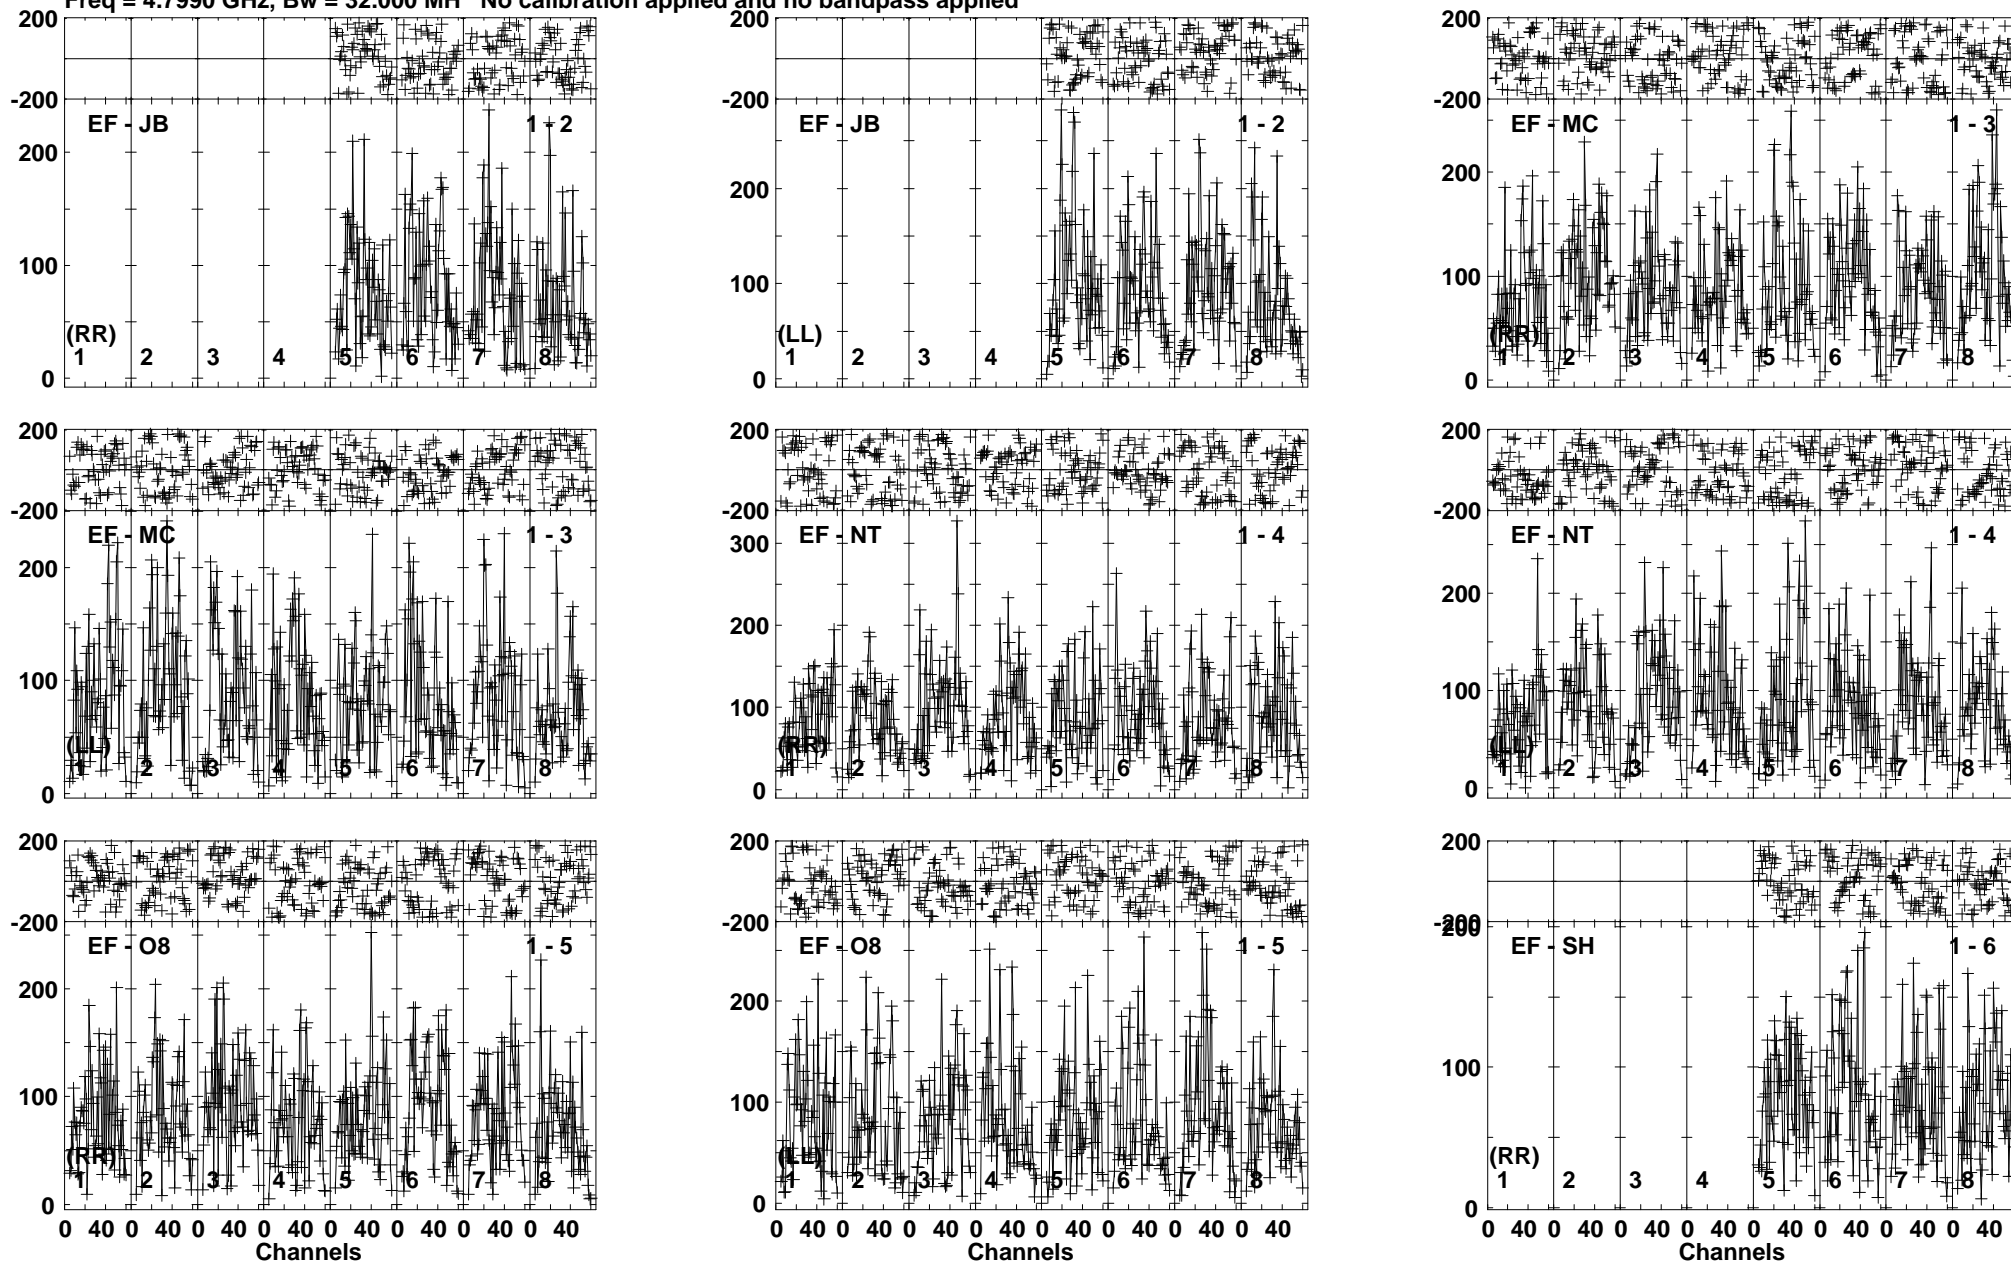 Freq = 4.7990 GHz, Bw = 32.000 MH No calibration applied and no bandpass applied
200 200 200
-200 -200 -200
EF - JB 1 - 2 EF - JB 1 - 2 EF - MC 1 - 3
200 200 200
100 100 100
(RR) (LL) (RR)
1 2 3 4 5 6 7 8 1 2 3 4 5 6 7 8 1 2 3 4 5 6 7 8
0 0 0
200 200 200
-200 -200 -200
EF - MC 1 - 3 EF - NT 1 - 4 EF - NT 1 - 4
300
200 200 200
100 100 100
(LL) (RR) (LL)
1 2 3 4 5 6 7 8 1 2 3 4 5 6 7 8 1 2 3 4 5 6 7 8
0 0 0
200 200 200
-200 -200 -200
200
EF - O8 1 - 5 EF - O8 1 - 5 EF - SH 1 - 6
200 200
100 100 100
(RR) (LL) (RR)
1 2 3 4 5 6 7 8 1 2 3 4 5 6 7 8 1 2 3 4 5 6 7 8
0 0 0
0 40 0 40 0 40 0 40 0 40 0 40 0 40 0 40 0 40 0 40 0 40 0 40 0 40 0 40 0 40 0 40 0 40 0 40 0 40 0 40 0 40 0 40 0 40 0 40
Channels Channels Channels